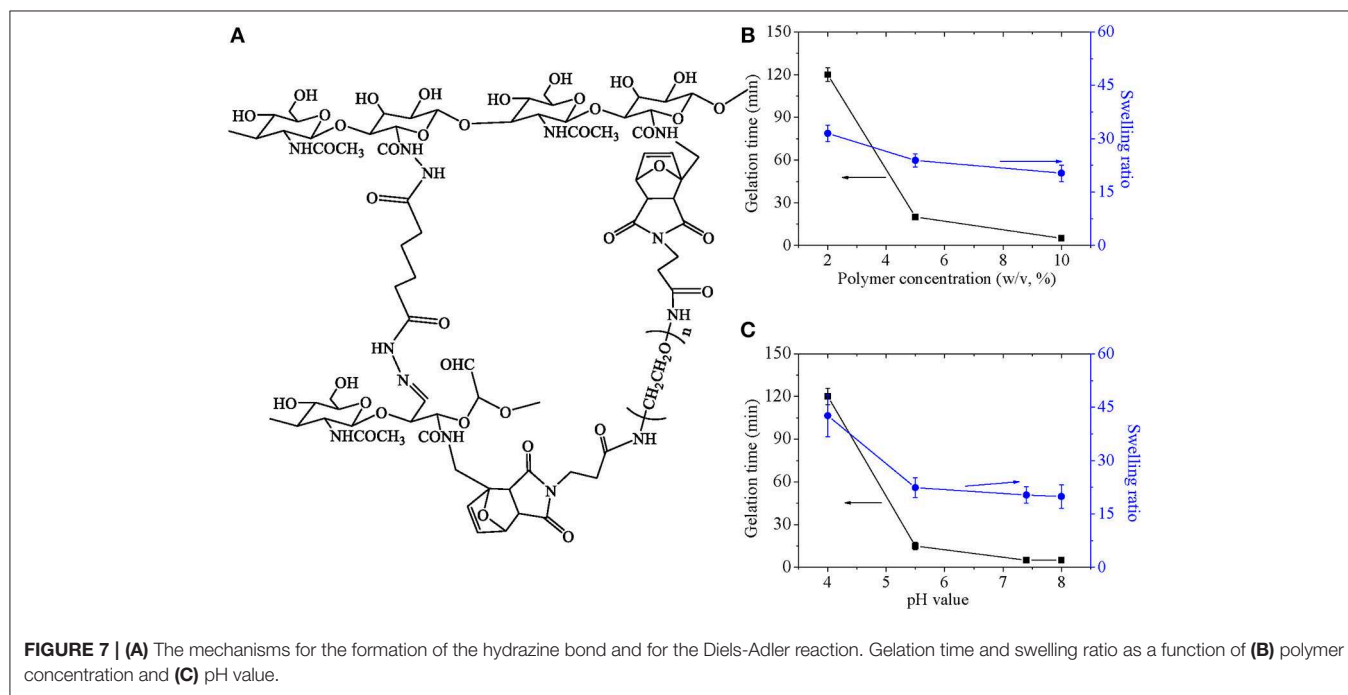 A
OH
OH
OH
OH
OH
OH
HO
O
NHCOCH3
CONH
NH
O
O
HN
N
OHC
OH
HO
O
NHCOCH3
O
CONH
O
O
O
N
O
O
O
NH
(CH2CH2O)n
NH
O
O
N
O
O
CONH
NHCOCH3
B
150
120
90
60
30
0
Gelation time (min)
2
4
6
8
10
Polymer concentration (w/v, %)
60
45
30
15
0
Swelling ratio
C
150
120
90
60
30
0
Gelation time (min)
4
5
6
7
8
pH value
60
45
30
15
0
Swelling ratio
FIGURE 7 | (A) The mechanisms for the formation of the hydrazine bond and for the Diels-Adler reaction. Gelation time and swelling ratio as a function of (B) polymer
concentration and (C) pH value.